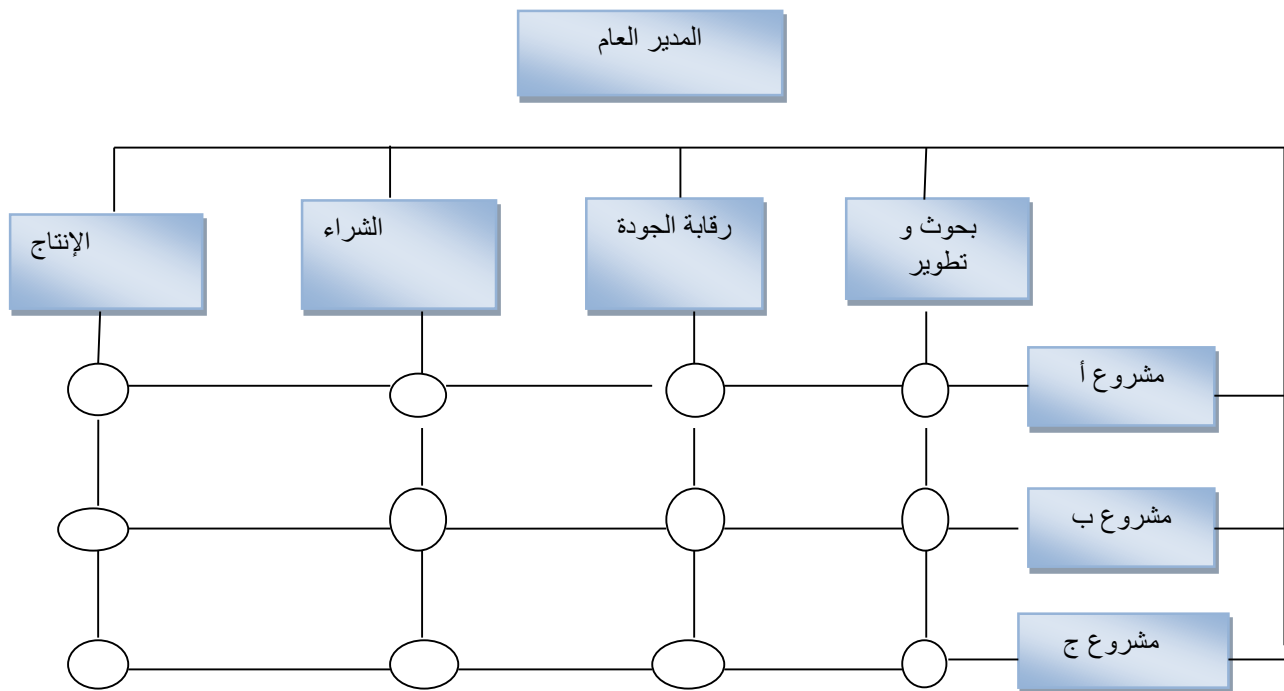 المدير العام
بحوث و
تطوير
رقابة الجودة
الشراء
الإنتاج
مشروع أ
مشروع ب
مشروع ج